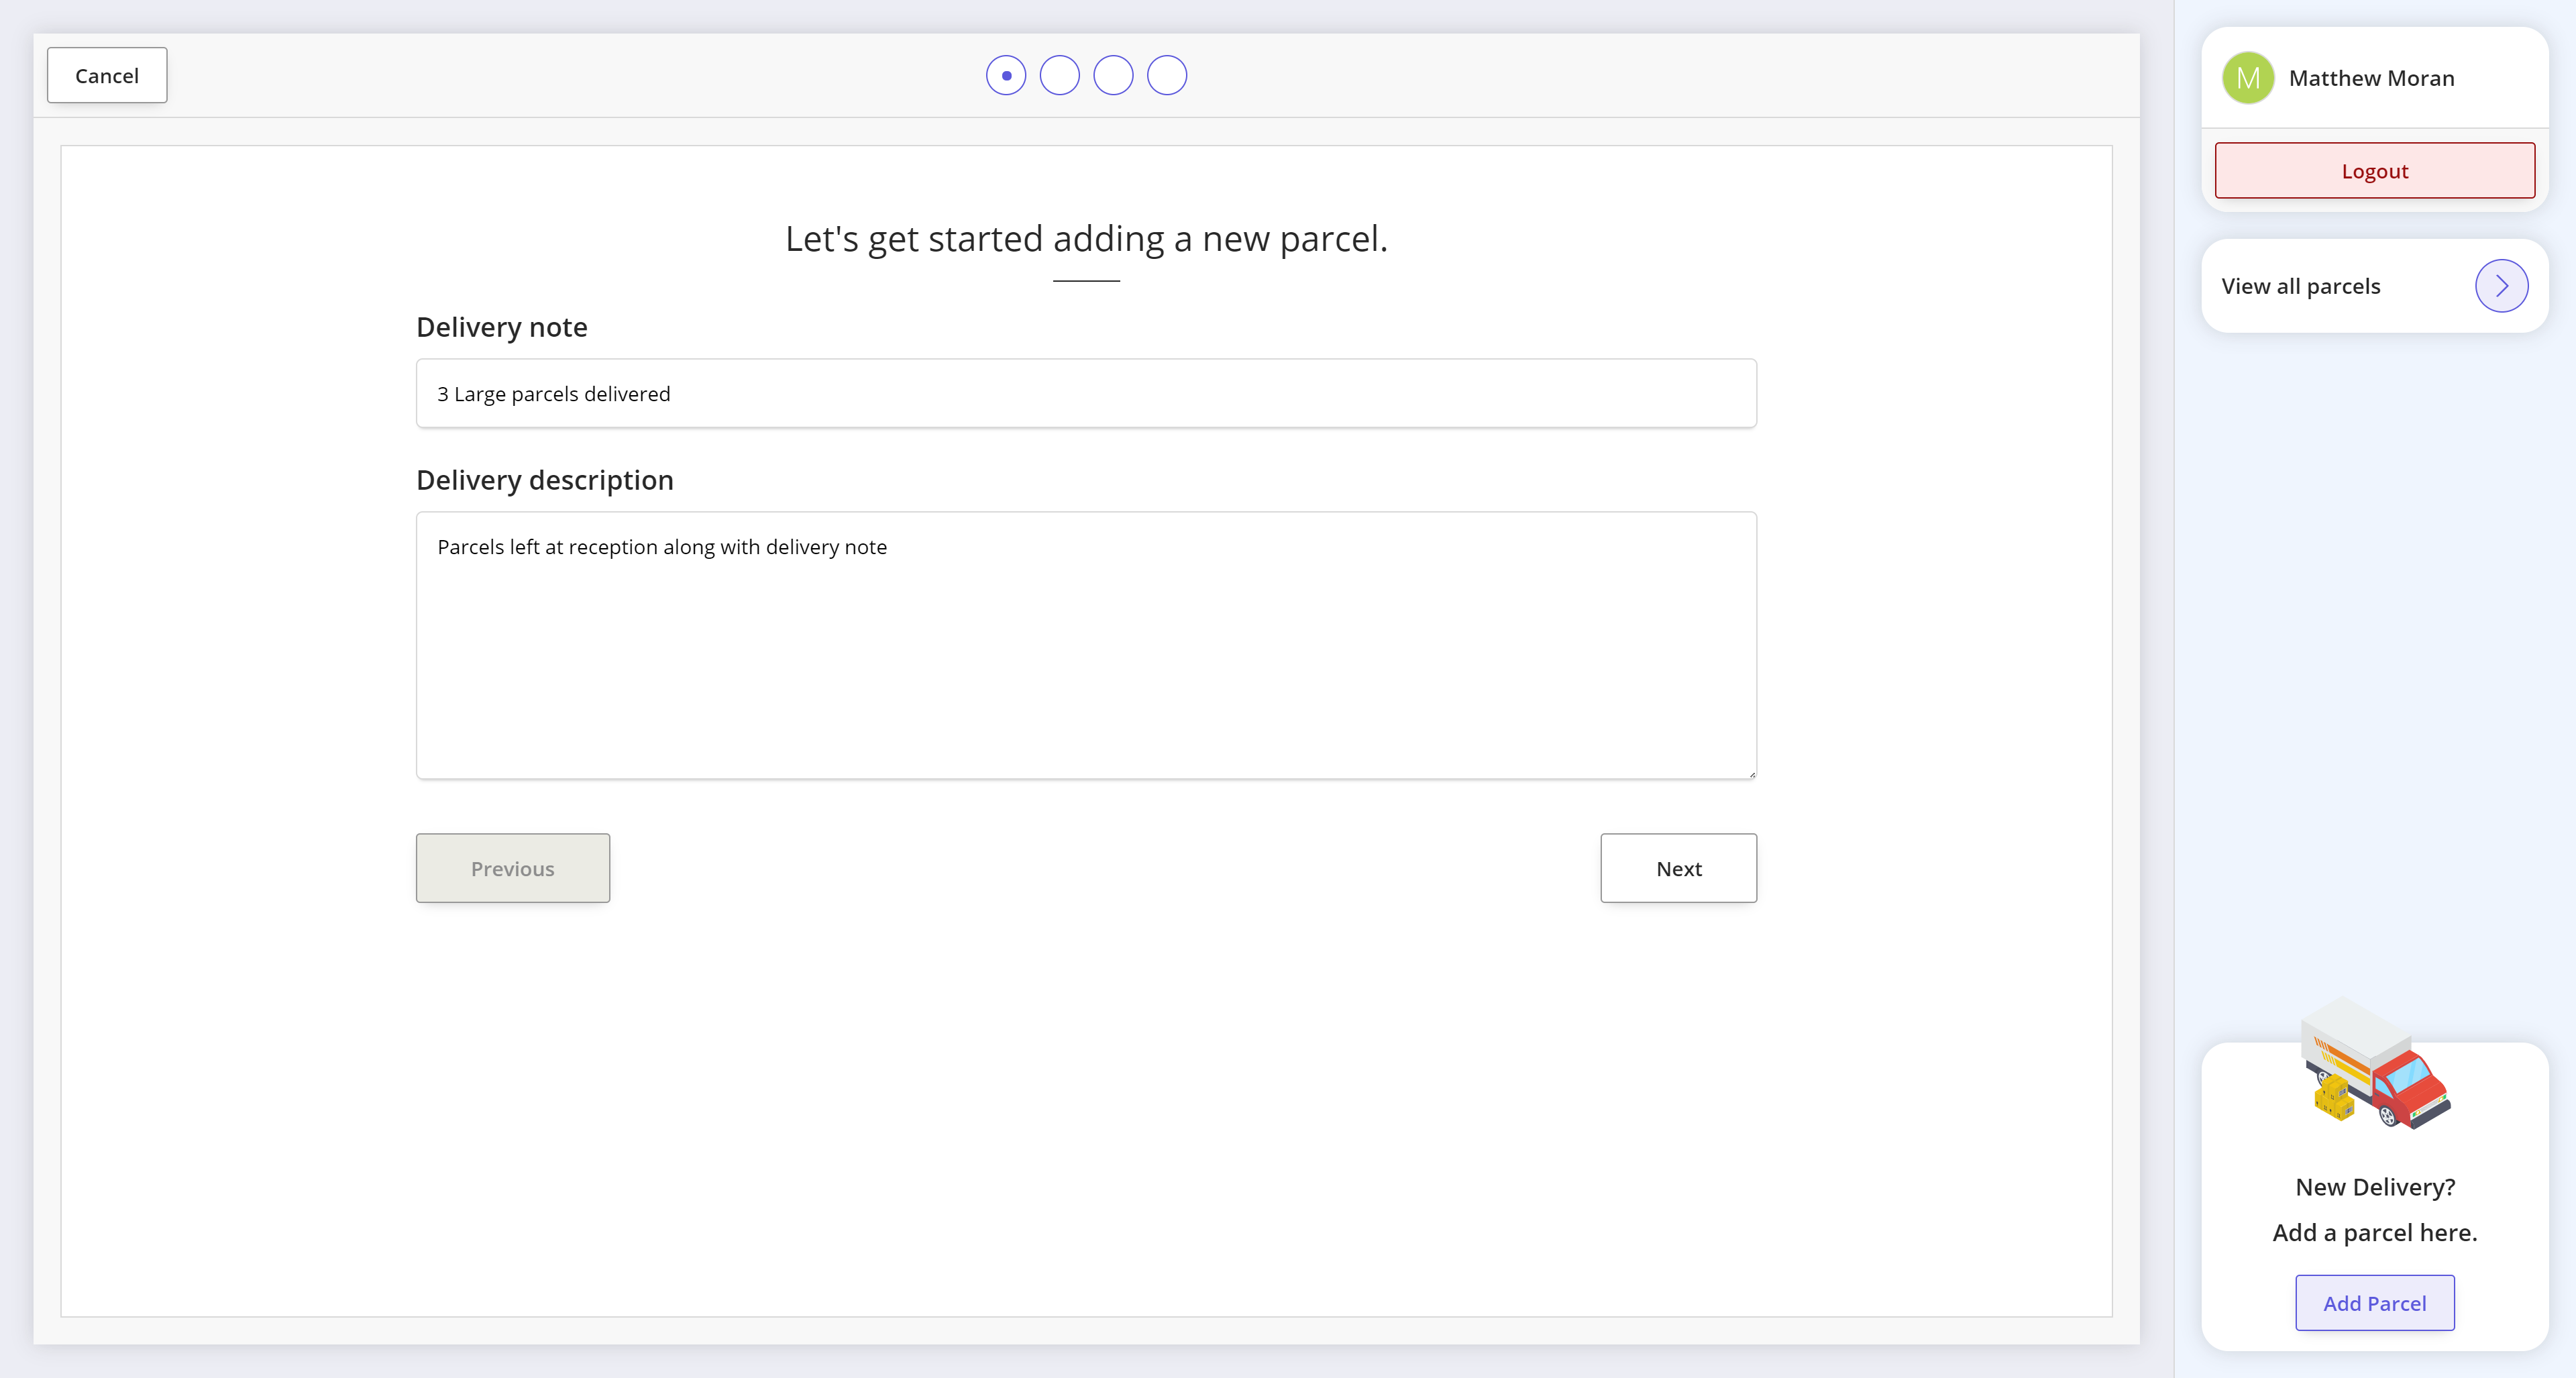 Cancel
M
Matthew Moran
Logout
View all parcels
Let's get started adding a new parcel.
Delivery note
3 Large parcels delivered
Delivery description
Parcels left at reception along with delivery note
Previous
Next
New Delivery?
Add a parcel here.
Add Parcel